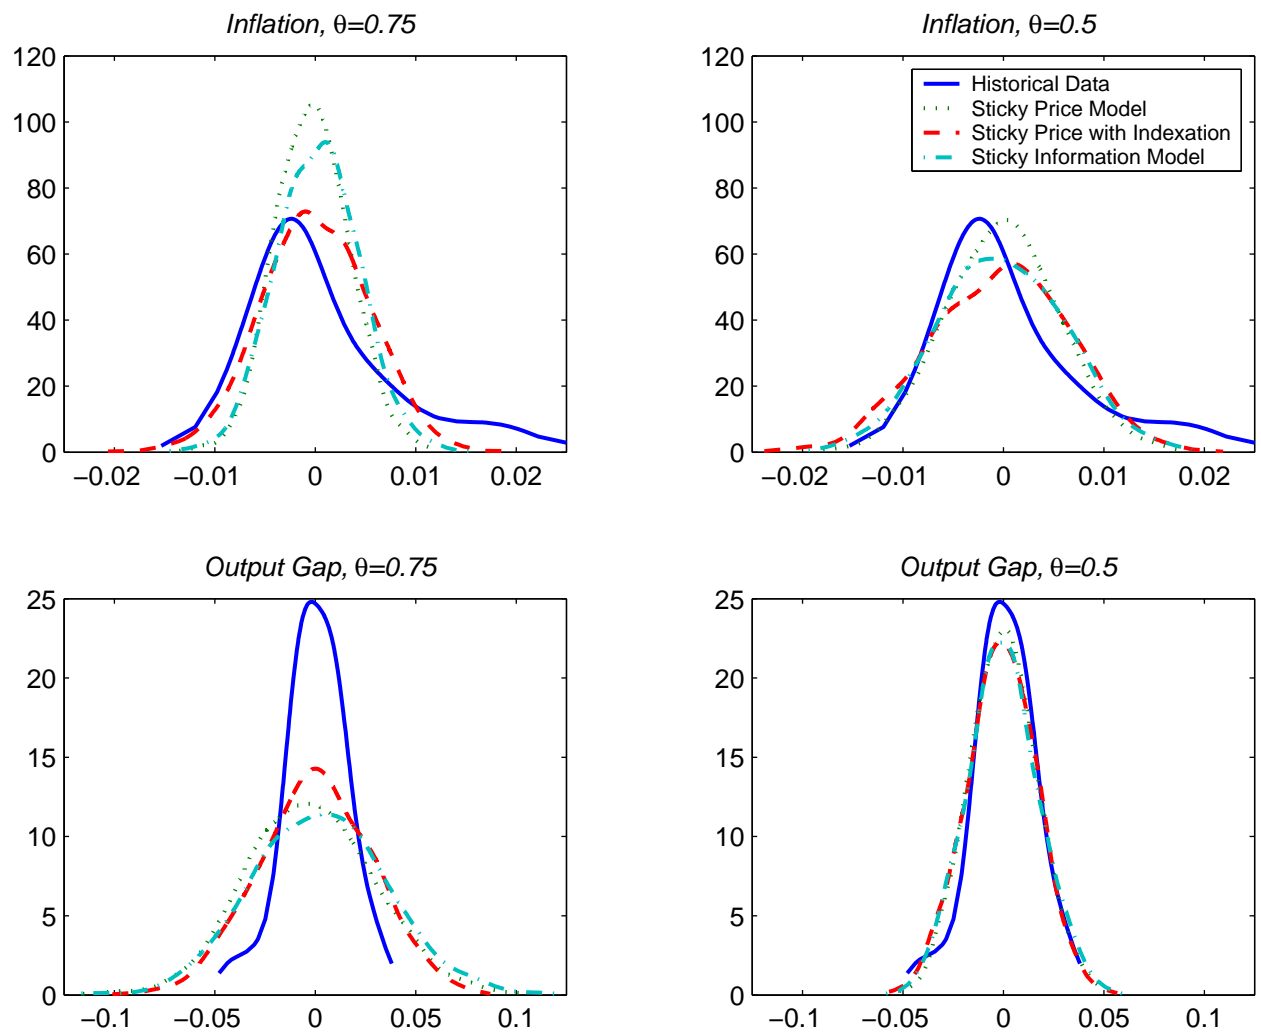 Inflation, θ=0.75
120
100
80
60
40
20
0
−0.02 −0.01 0 0.01 0.02
Inflation, θ=0.5
Historical Data
Sticky Price Model
Sticky Price with Indexation
Sticky Information Model
120
100
80
60
40
20
0
−0.02 −0.01 0 0.01 0.02
Output Gap, θ=0.75
25
20
15
10
5
0
−0.1 −0.05 0 0.05 0.1
Output Gap, θ=0.5
25
20
15
10
5
0
−0.1 −0.05 0 0.05 0.1